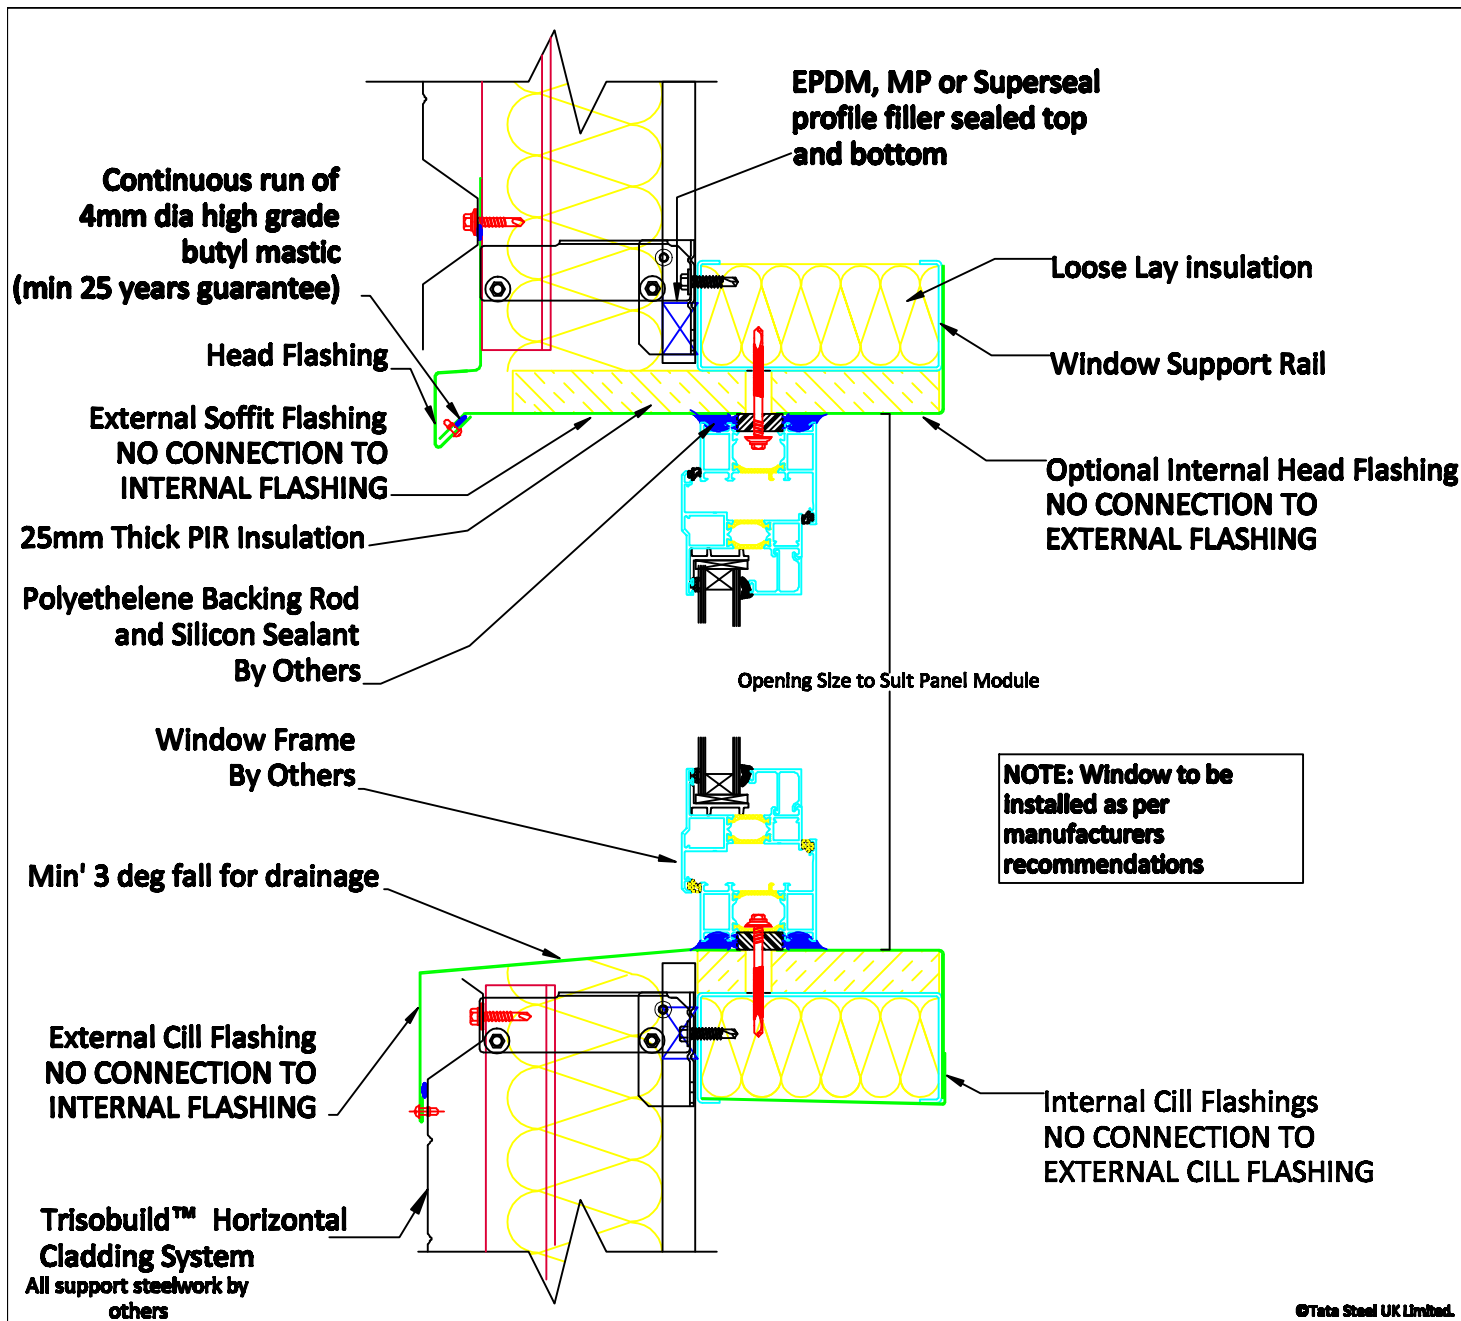 EPDM, MP or Superseal
profile filler sealed top
and bottom
Continuous run of
4mm dia high grade
butyl mastic
(min 25 years guarantee)
Loose Lay insulation
Head Flashing
Window Support Rail
External Soffit Flashing
NO CONNECTION TO
INTERNAL FLASHING
Optional Internal Head Flashing
NO CONNECTION TO
EXTERNAL FLASHING
25mm Thick PIR Insulation
Polyethelene Backing Rod
and Silicon Sealant
By Others
Opening Size to Suit Panel Module
Window Frame
By Others
NOTE: Window to be
installed as per
manufacturers
recommendations
Min' 3 deg fall for drainage
External Cill Flashing
NO CONNECTION TO
INTERNAL FLASHING
Internal Cill Flashings
NO CONNECTION TO
EXTERNAL CILL FLASHING
Trisobuild™ Horizontal
Cladding System
All support steelwork by
others
©Tata Steel UK Limited.